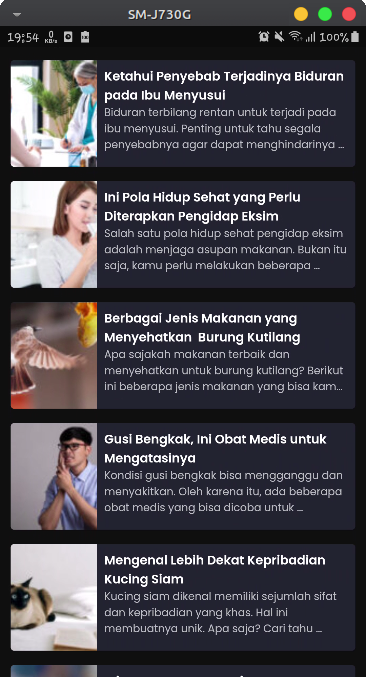 SM-J730G
19:54 0 KB/s 100%
Ketahui Penyebab Terjadinya Biduran
pada Ibu Menyusui
Biduran terbilang rentan untuk terjadi pada
ibu menyusui. Penting untuk tahu segala
penyebabnya agar dapat menghindarinya ...
Ini Pola Hidup Sehat yang Perlu
Diterapkan Pengidap Eksim
Salah satu pola hidup sehat pengidap eksim
adalah menjaga asupan makanan. Bukan itu
saja, kamu perlu melakukan beberapa ...
Berbagai Jenis Makanan yang
Menyehatkan  Burung Kutilang
Apa sajakah makanan terbaik dan
menyehatkan untuk burung kutilang? Berikut
ini beberapa jenis makanan yang bisa kam...
Gusi Bengkak, Ini Obat Medis untuk
Mengatasinya
Kondisi gusi bengkak bisa mengganggu dan
menyakitkan. Oleh karena itu, ada beberapa
obat medis yang bisa dicoba untuk ...
Mengenal Lebih Dekat Kepribadian
Kucing Siam
Kucing siam dikenal memiliki sejumlah sifat
dan kepribadian yang khas. Hal ini
membuatnya unik. Apa saja? Cari tahu ...